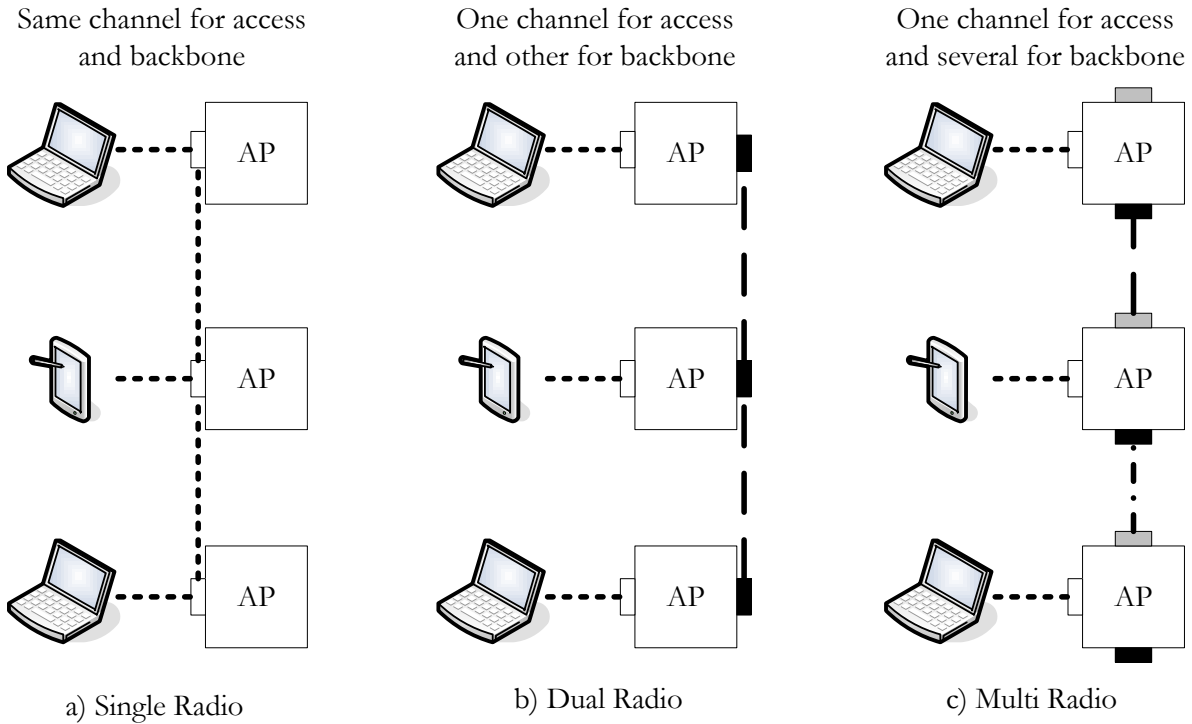 Same channel for access
and backbone
One channel for access
and other for backbone
One channel for access
and several for backbone
AP
AP
AP
AP
AP
AP
AP
AP
AP
a) Single Radio
b) Dual Radio
c) Multi Radio